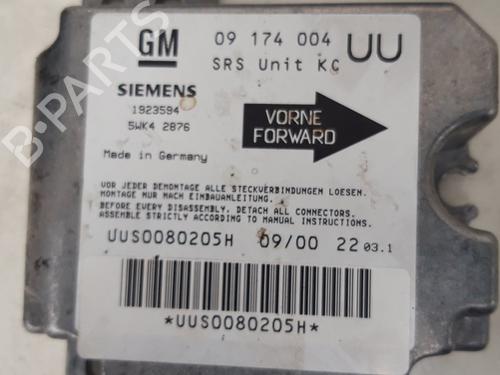 GM 09 174 004 UU
SRS Unit KC
SIEMENS
1923594
5WK4 2876
VORNE
FORWARD
Made in Germany
VOR JEDER DEMONTAGE ALLE STECKVERBINDUNGEN LOESEN.
MONTAGE NUR NACH EINBAUANLEITUNG.
BEFORE EVERY DISASSEMBLY, DETACH ALL CONNECTORS.
ASSEMBLE STRICTLY ACCORDING TO MANUAL INSTRUCTIONS.
UUS0080205H 09/00 22 03.1
*UUS0080205H*
B-PARTS